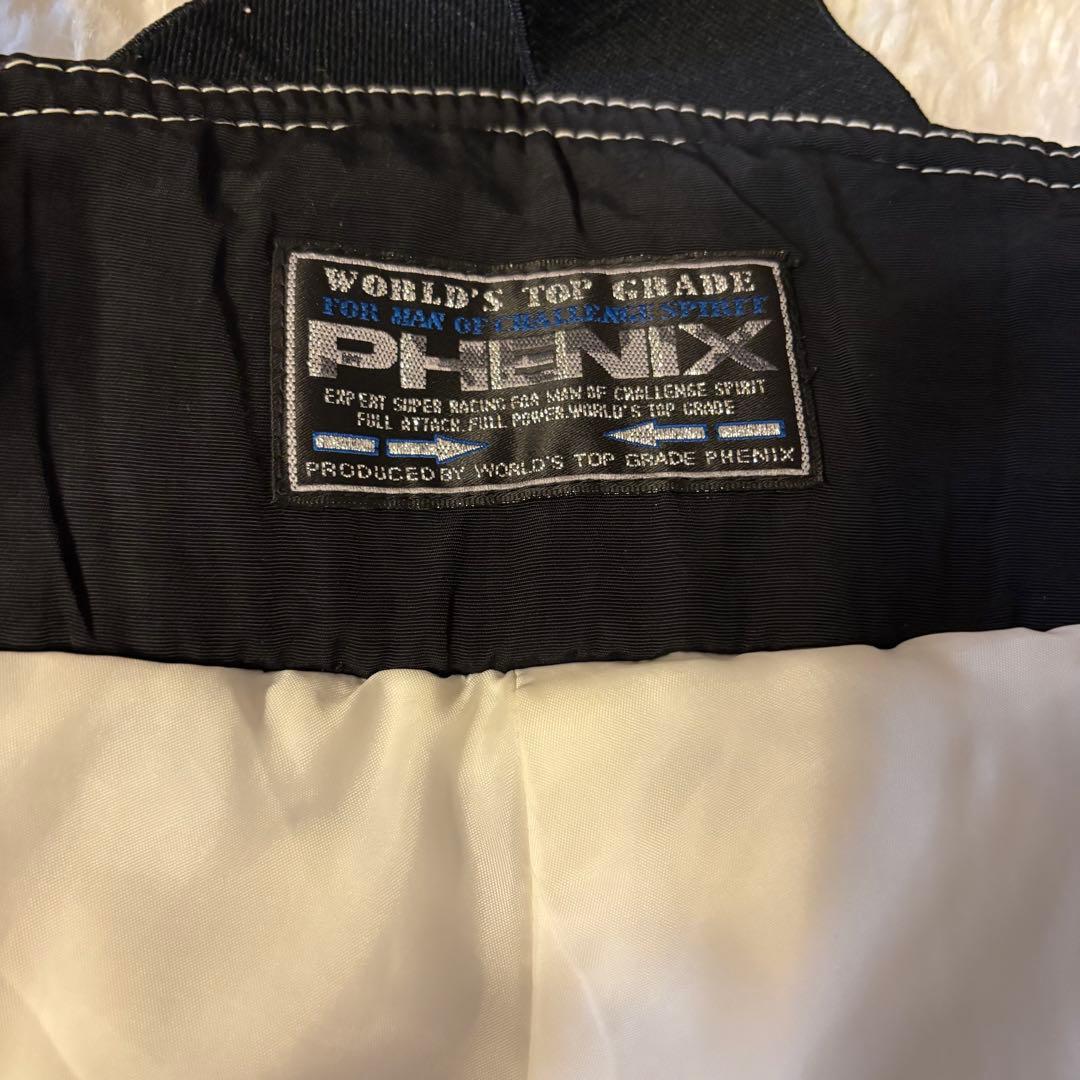 WORLD'S TOP GRADE
FOR MAN OF CHALLENGE SPIRIT
PHENIX
EXPERT SUPER RACING FOR MAN OF CHALLENGE SPIRIT
FULL ATTACK. FULL POWER. WORLD'S TOP GRADE
PRODUCED BY WORLD'S TOP GRADE PHENIX